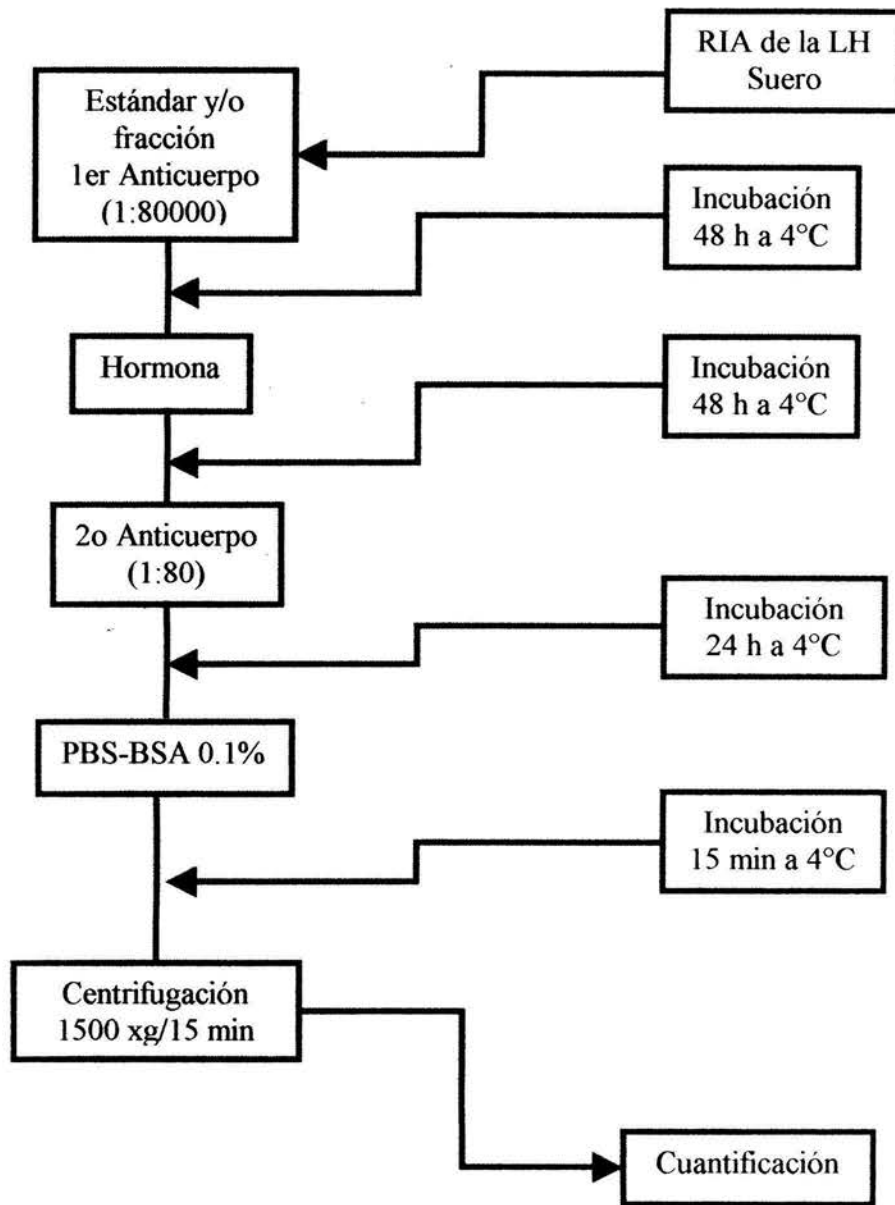 RIA de la LH
Suero
Estándar y/o
fracción
1er Anticuerpo
(1:80000)
Incubación
48 h a 4°C
Hormona
Incubación
48 h a 4°C
2o Anticuerpo
(1:80)
Incubación
24 h a 4°C
PBS-BSA 0.1%
Incubación
15 min a 4°C
Centrifugación
1500 xg/15 min
Cuantificación